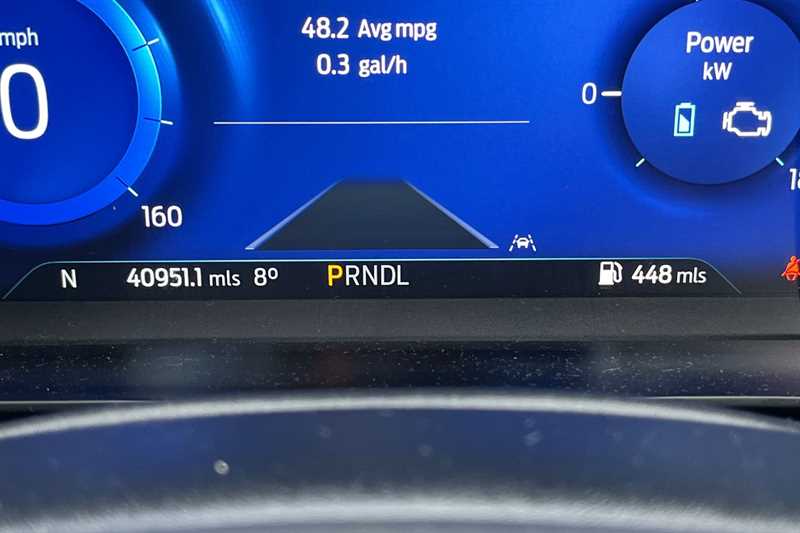 mph
0
160
48.2 Avg mpg
0.3 gal/h
Power
kW
0
N 40951.1 mls 8° PRNDL 448 mls